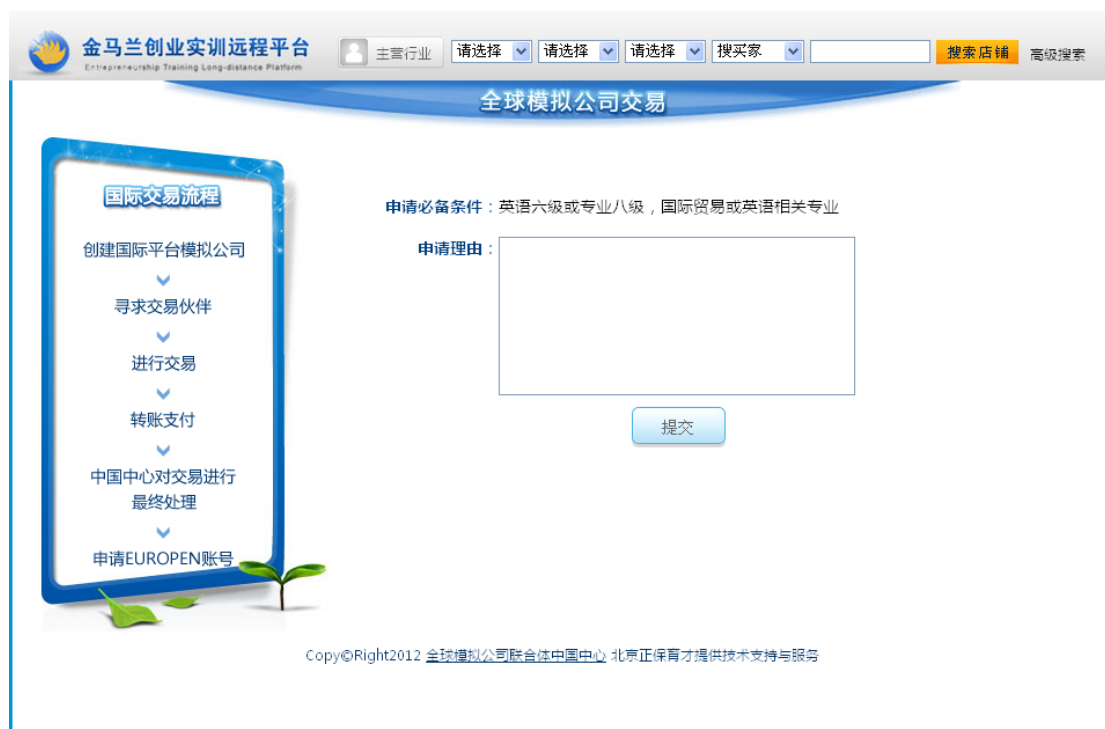 金马兰创业实训远程平台
Entrepreneurship Training Long-distance Platform
主营行业 请选择 请选择 请选择 搜买家 搜索店铺 高级搜索
全球模拟公司交易
国际交易流程
创建国际平台模拟公司
寻求交易伙伴
进行交易
转账支付
中国中心对交易进行
最终处理
申请EUROPEN账号
申请必备条件：英语六级或专业八级，国际贸易或英语相关专业
申请理由：
提交
Copy©Right2012 全球模拟公司联合体中国中心 北京正保育才提供技术支持与服务